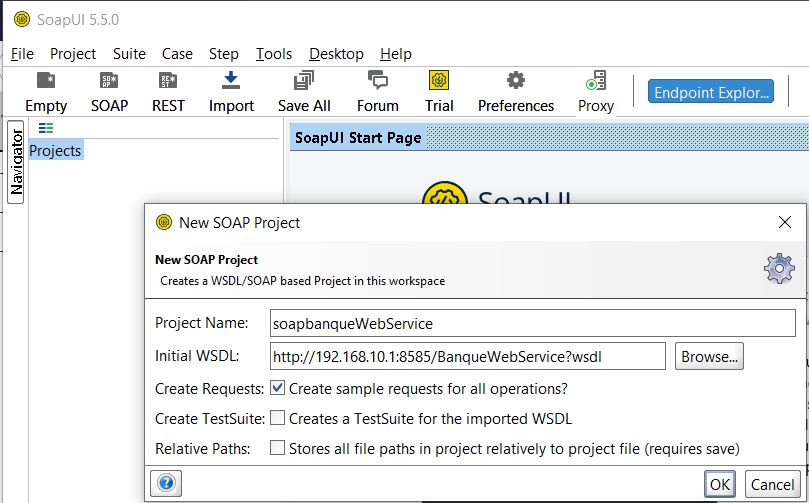 SoapUI 5.5.0
File Project Suite Case Step Tools Desktop Help
Empty SOAP REST Import Save All Forum Trial Preferences Proxy Endpoint Explor...
Navigator
Projects
SoapUI Start Page
SoapUI
New SOAP Project
New SOAP Project
Creates a WSDL/SOAP based Project in this workspace
Project Name: soapbanqueWebService
Initial WSDL: http://192.168.10.1:8585/BanqueWebService?wsdl Browse...
Create Requests: Create sample requests for all operations?
Create TestSuite: Creates a TestSuite for the imported WSDL
Relative Paths: Stores all file paths in project relatively to project file (requires save)
OK Cancel